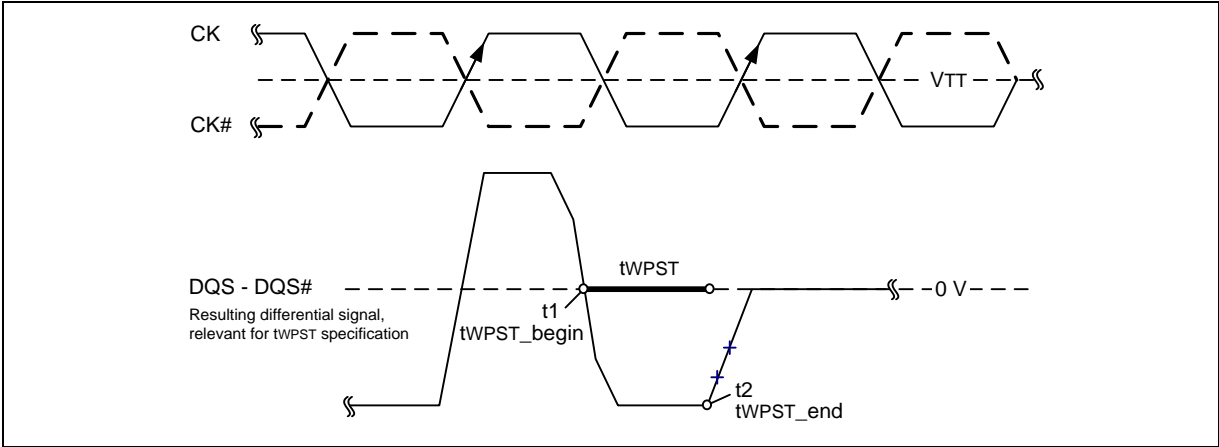 CK
VTT
CK#
tWPST
DQS - DQS#
0 V
Resulting differential signal,
relevant for tWPST specification
t1
tWPST_begin
t2
tWPST_end